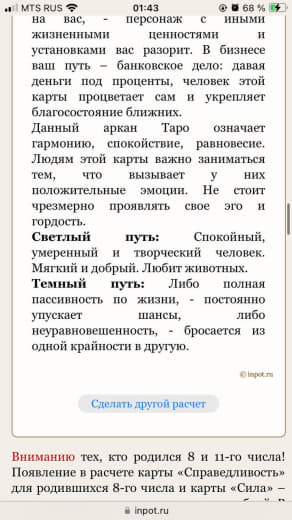 MTS RUS 01:43 68 %
на вас, - персонаж с иными
жизненными ценностями и
установками вас разорит. В бизнесе
ваш путь – банковское дело: давая
деньги под проценты, человек этой
карты процветает сам и укрепляет
благосостояние ближних.
Данный аркан Таро означает
гармонию, спокойствие, равновесие.
Людям этой карты важно заниматься
тем, что вызывает у них
положительные эмоции. Не стоит
чрезмерно проявлять свое эго и
гордость.
Светлый путь: Спокойный,
умеренный и творческий человек.
Мягкий и добрый. Любит животных.
Темный путь: Либо полная
пассивность по жизни, - постоянно
упускает шансы, либо
неуравновешенность, - бросается из
одной крайности в другую.
© inpot.ru
Сделать другой расчет
Вниманию тех, кто родился 8 и 11-го числа!
Появление в расчете карты «Справедливость»
для родившихся 8-го числа и карты «Сила» –
inpot.ru